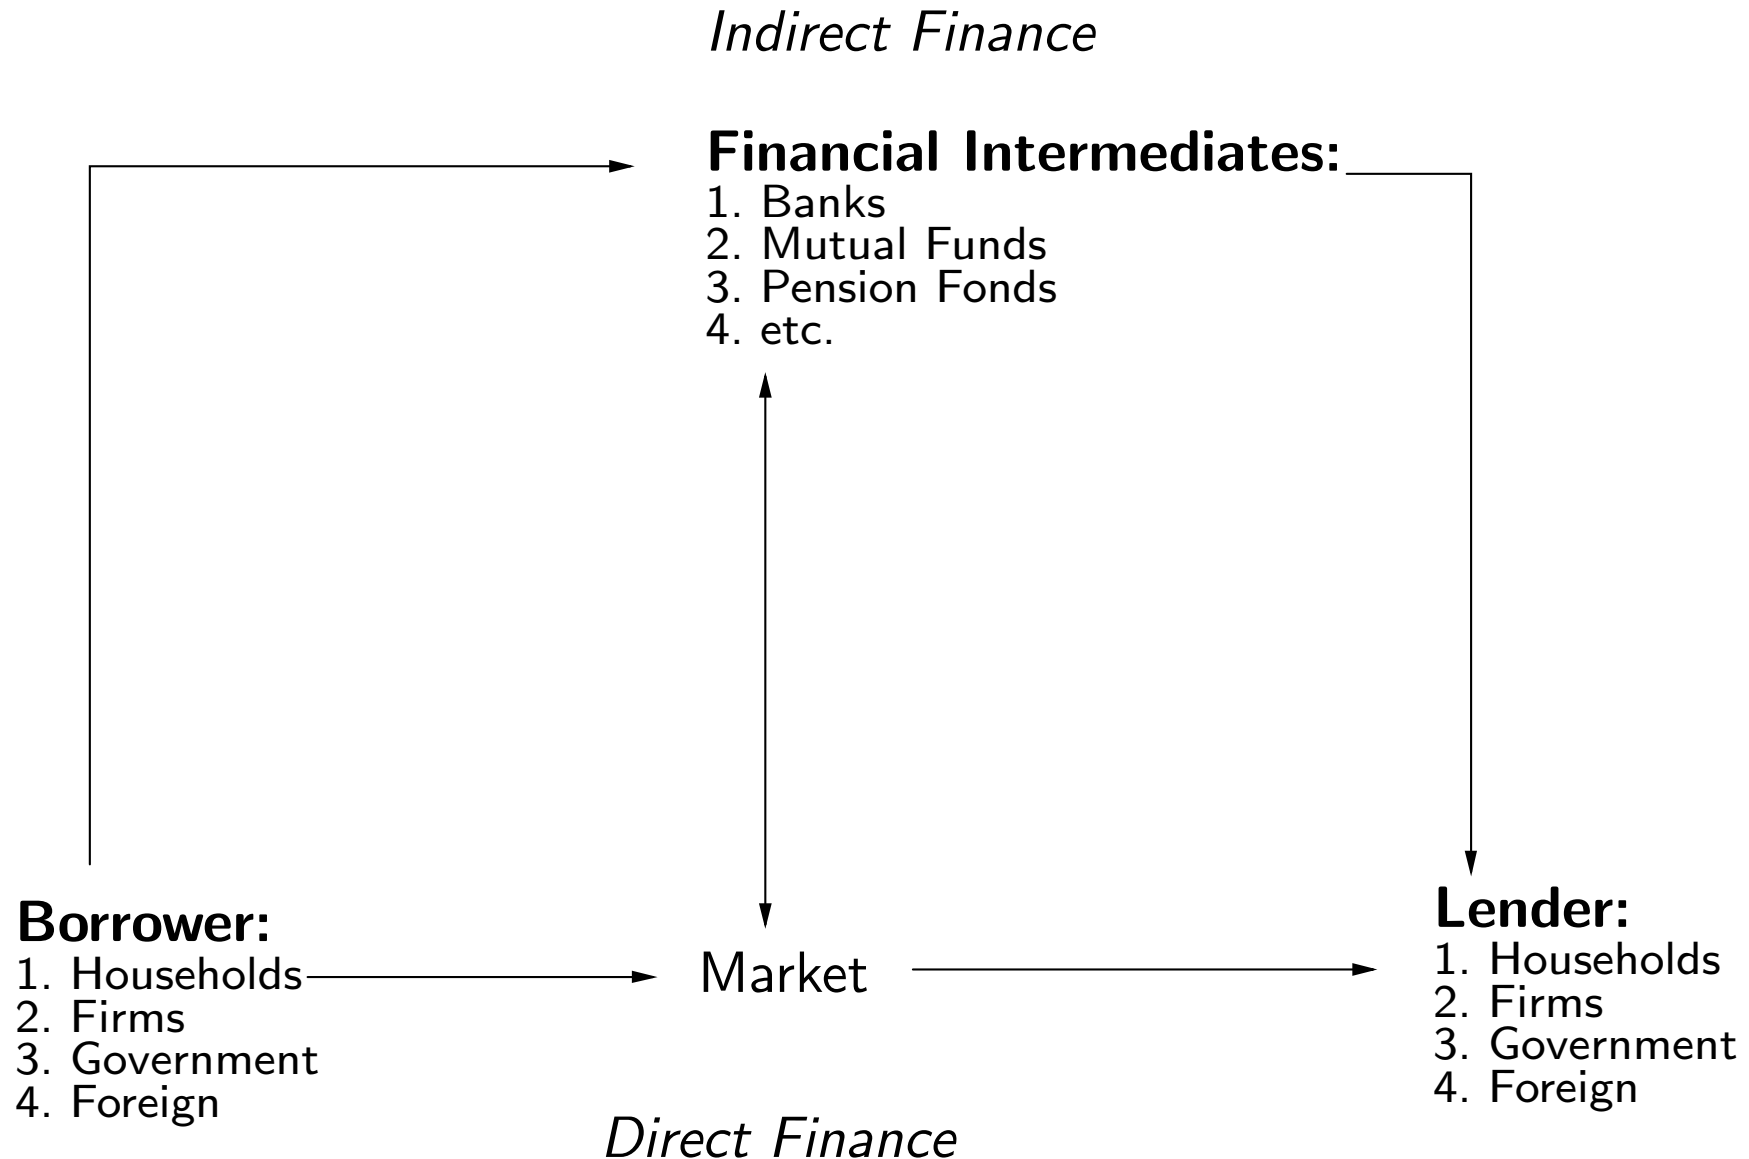 Indirect Finance
Financial Intermediates:
1. Banks
2. Mutual Funds
3. Pension Fonds
4. etc.
Borrower:
1. Households
2. Firms
3. Government
4. Foreign
Market
Lender:
1. Households
2. Firms
3. Government
4. Foreign
Direct Finance